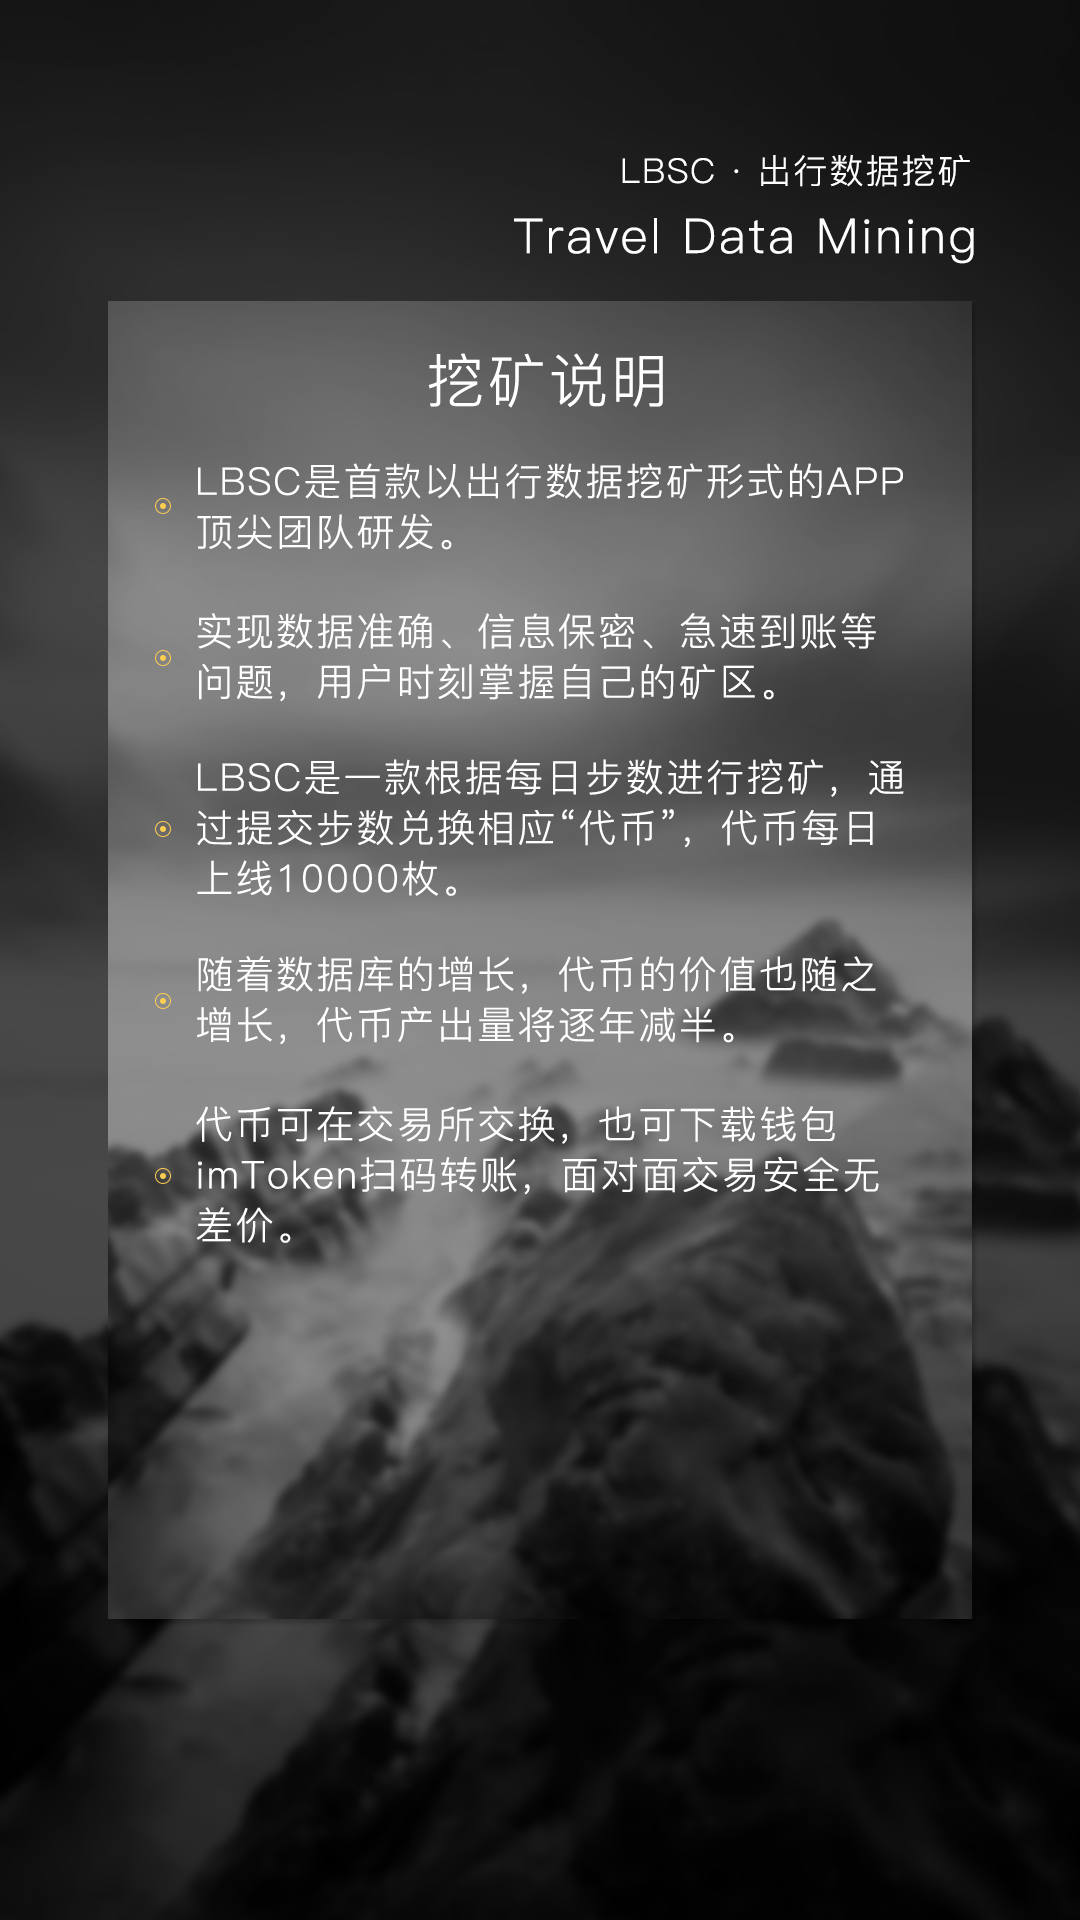 LBSC · 出行数据挖矿
Travel Data Mining
挖矿说明
LBSC是首款以出行数据挖矿形式的APP
顶尖团队研发。
实现数据准确、信息保密、急速到账等
问题，用户时刻掌握自己的矿区。
LBSC是一款根据每日步数进行挖矿，通
过提交步数兑换相应“代币”，代币每日
上线10000枚。
随着数据库的增长，代币的价值也随之
增长，代币产出量将逐年减半。
代币可在交易所交换，也可下载钱包
imToken扫码转账，面对面交易安全无
差价。